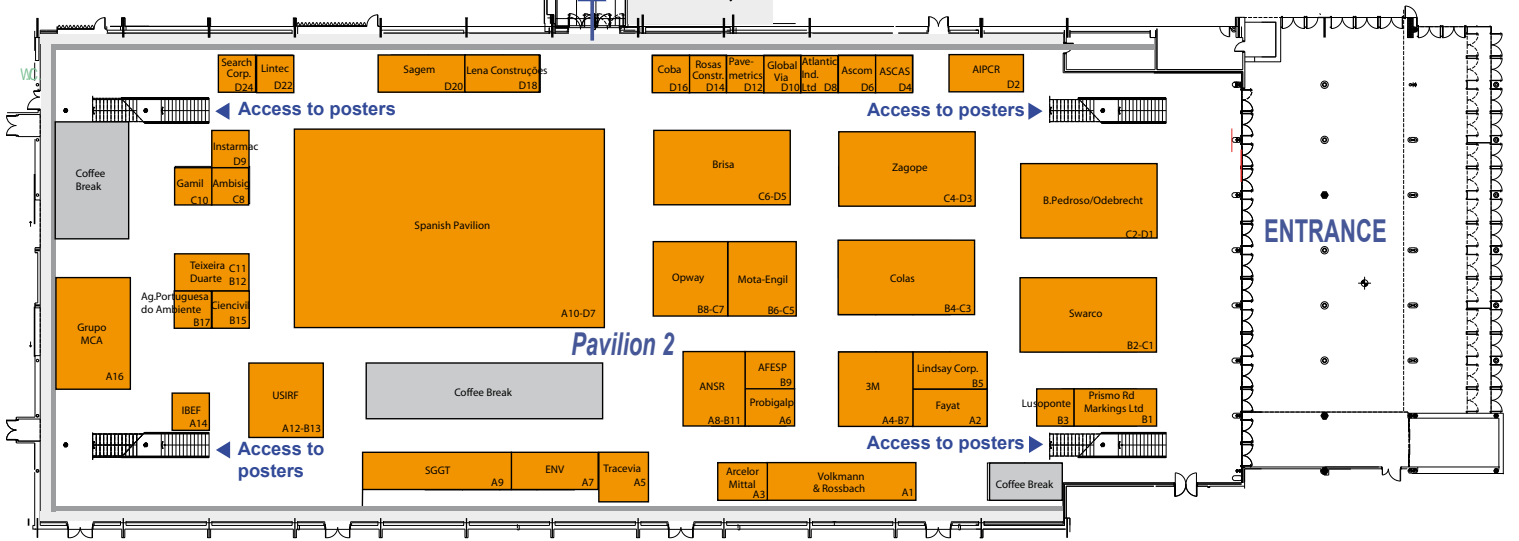 WC
Search
Corp.
D24
Lintec
D22
Sagem
D20
Lena Construções
D18
Coba
D16
Rosas
Constr.
D14
Pave-
metrics
D12
Global
Via
D10
Atlantic
Ind.
Ltd
D8
Ascom
D6
ASCAS
D4
AIPCR
D2
Access to posters
Access to posters
Coffee
Break
Instarmac
D9
Gamil
C10
Ambisig
C8
Spanish Pavilion
A10-D7
Brisa
C6-D5
Zagope
C4-D3
B.Pedroso/Odebrecht
C2-D1
ENTRANCE
Teixeira
Duarte
C11
B12
Ag.Portuguesa
do Ambiente
B17
Ciencivil
B15
Opway
B8-C7
Mota-Engil
B6-C5
Colas
B4-C3
Swarco
B2-C1
Grupo
MCA
A16
Pavilion 2
IBEF
A14
USIRF
A12-B13
Coffee Break
ANSR
A8-B11
AFESP
B9
Probigalp
A6
3M
A4-B7
Lindsay Corp.
B5
Fayat
A2
Lusoponte
B3
Prismo Rd
Markings Ltd
B1
Access to
posters
Access to posters
SGGT
A9
ENV
A7
Tracevia
A5
Arcelor
Mittal
A3
Volkmann
& Rossbach
A1
Coffee Break